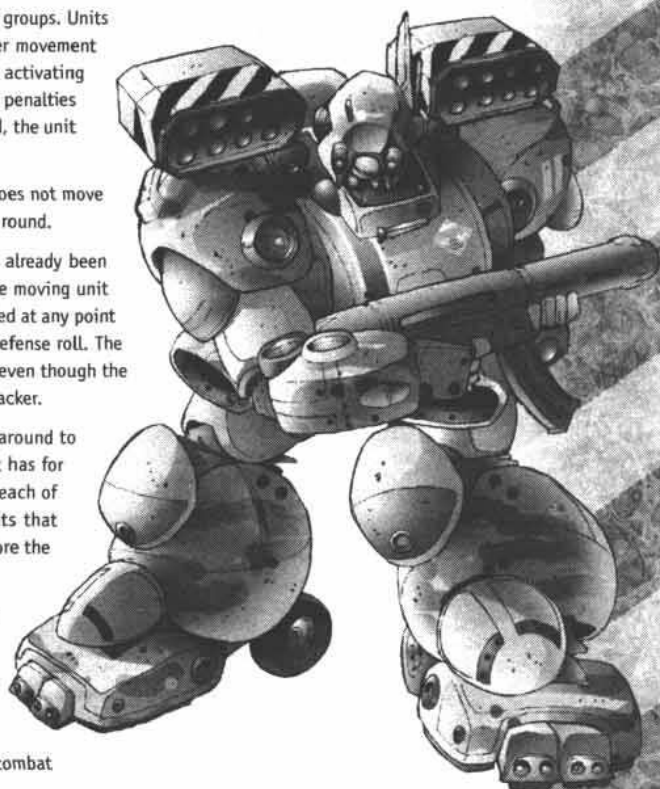 groups. Units
er movement
activating
penalties
d, the unit
oes not move
round.
already been
e moving unit
ed at any point
efense roll. The
even though the
acker.
around to
t has for
each of
ts that
ore the
combat